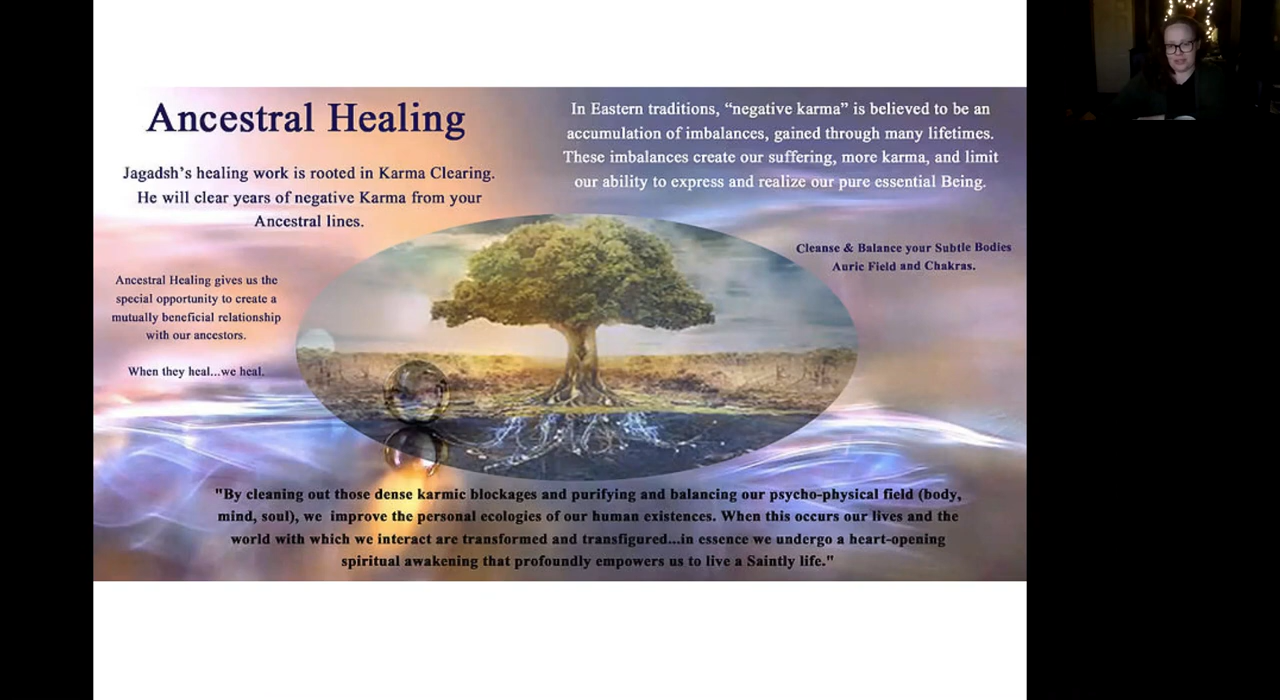 Ancestral Healing
Jagadsh's healing work is rooted in Karma Clearing.
He will clear years of negative Karma from your
Ancestral lines.
In Eastern traditions, “negative karma” is believed to be an
accumulation of imbalances, gained through many lifetimes.
These imbalances create our suffering, more karma, and limit
our ability to express and realize our pure essential Being.
Cleanse & Balance your Subtle Bodies
Auric Field and Chakras.
Ancestral Healing gives us the
special opportunity to create a
mutually beneficial relationship
with our ancestors.
When they heal...we heal.
"By cleaning out those dense karmic blockages and purifying and balancing our psycho-physical field (body,
mind, soul), we improve the personal ecologies of our human existences. When this occurs our lives and the
world with which we interact are transformed and transfigured...in essence we undergo a heart-opening
spiritual awakening that profoundly empowers us to live a Saintly life."